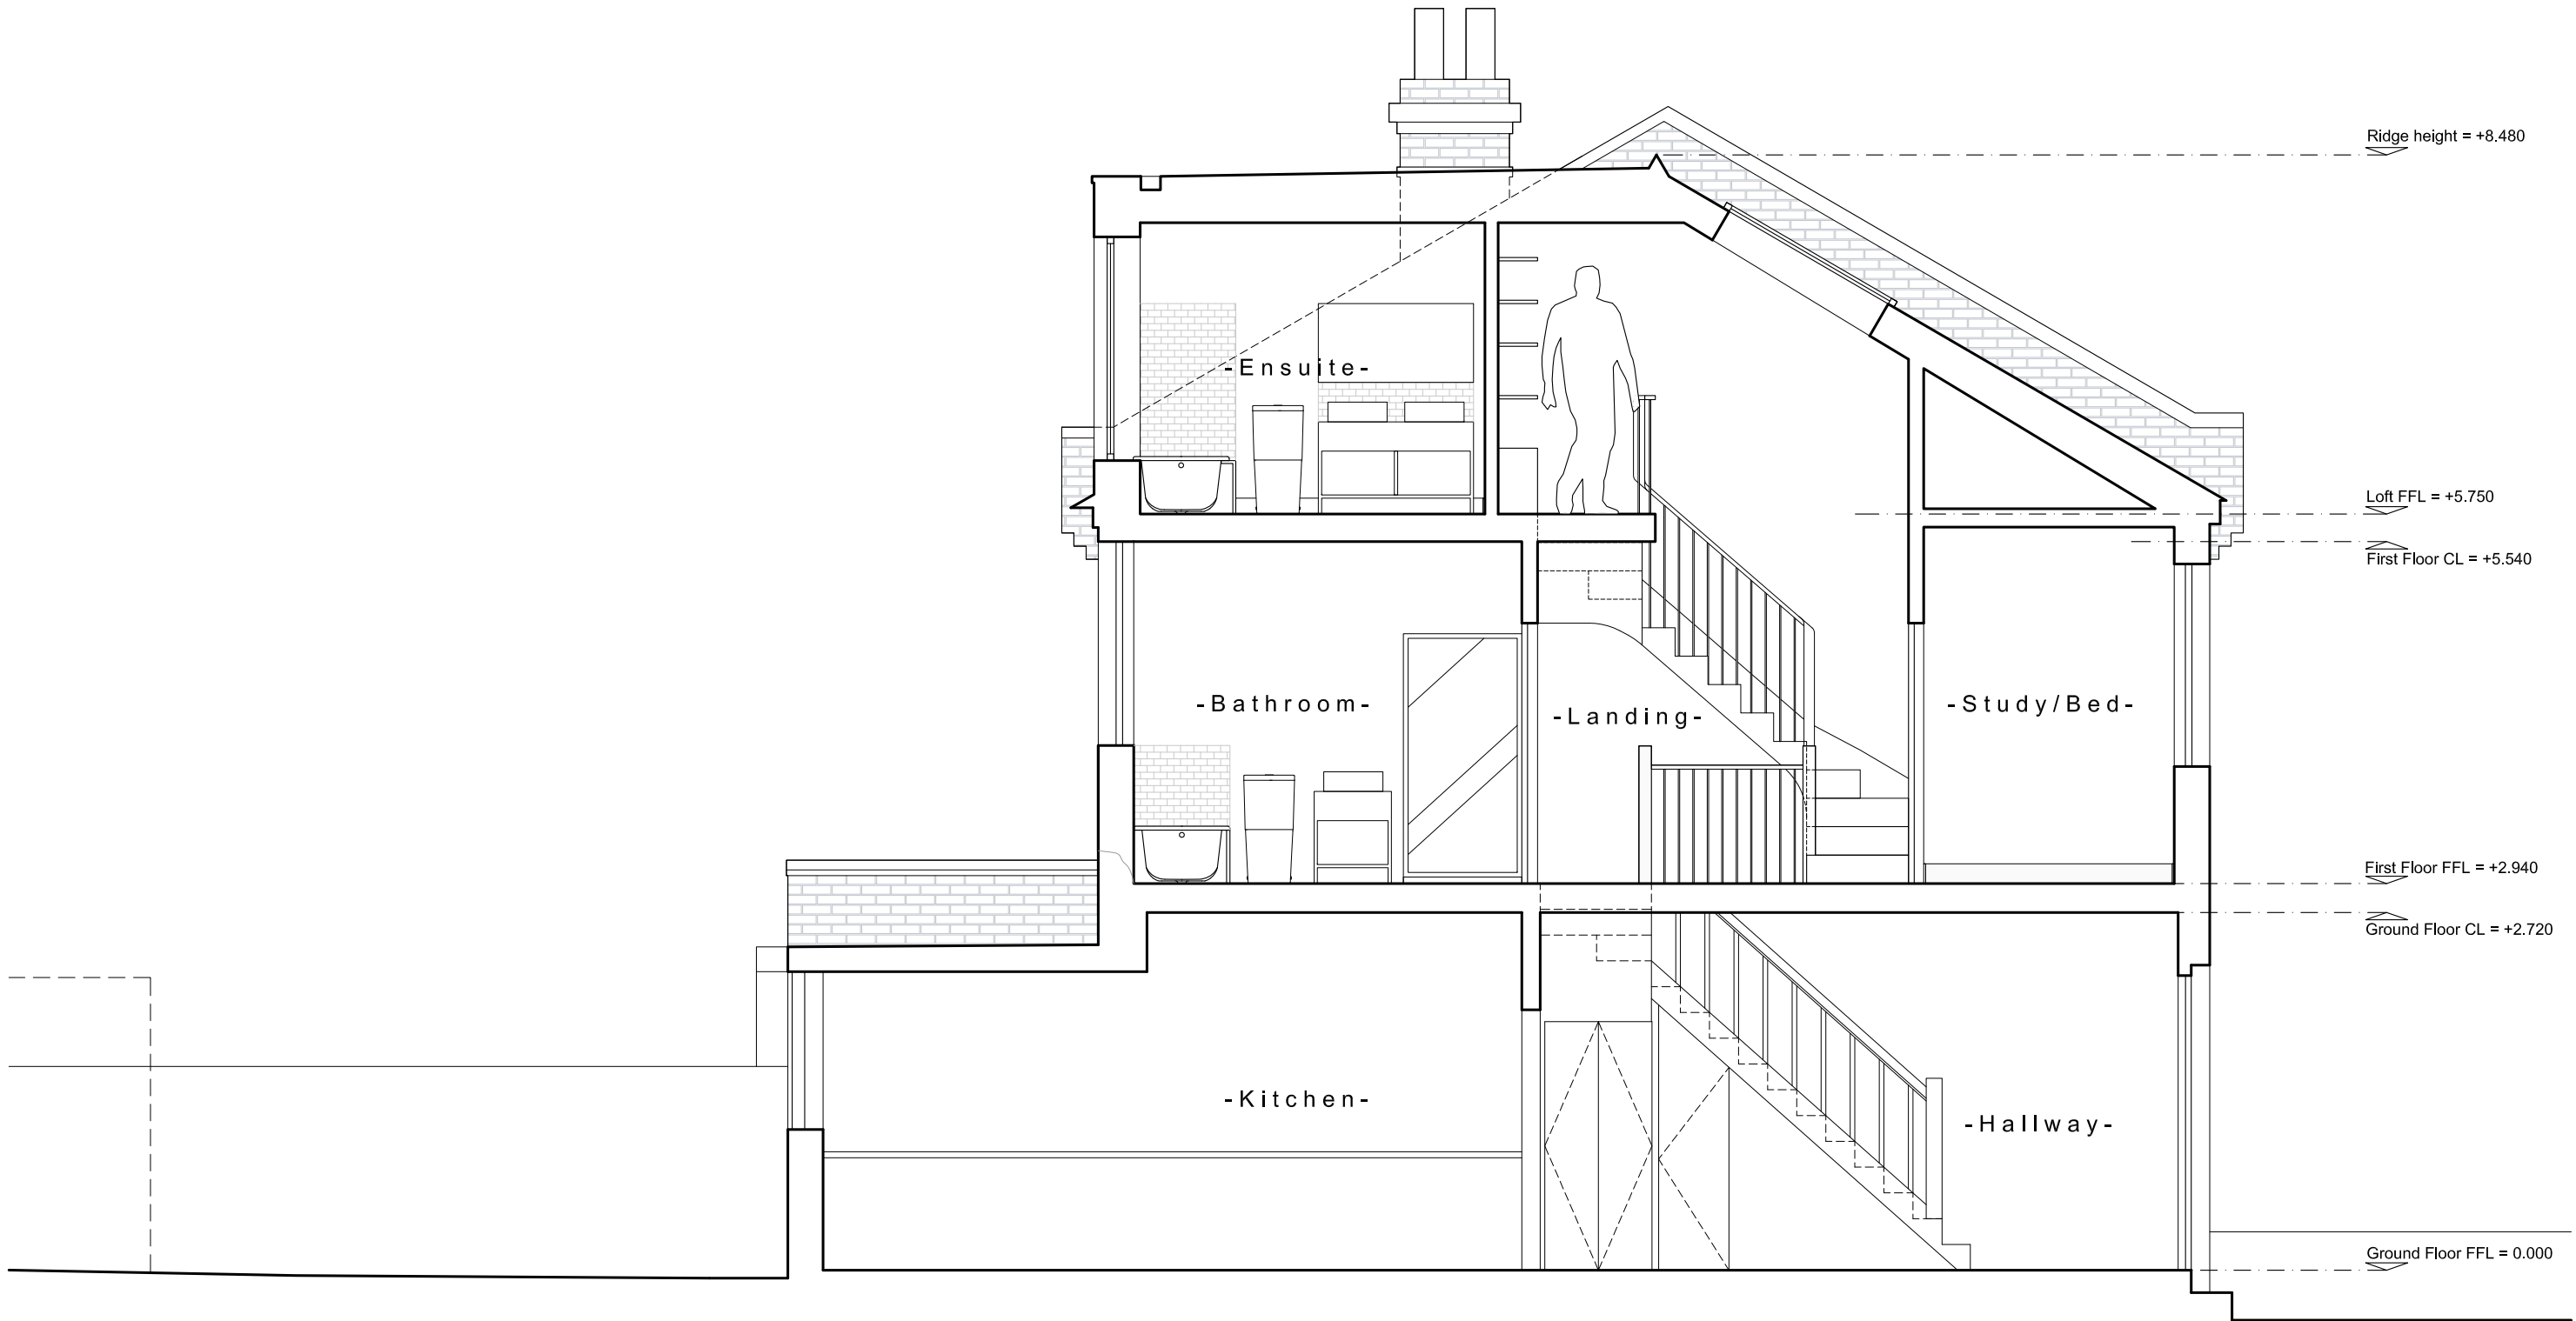 Ridge height = +8.480
-Ensuite-
Loft FFL = +5.750
First Floor CL = +5.540
-Bathroom-
-Landing-
-Study/Bed-
First Floor FFL = +2.940
Ground Floor CL = +2.720
-Kitchen-
-Hallway-
Ground Floor FFL = 0.000